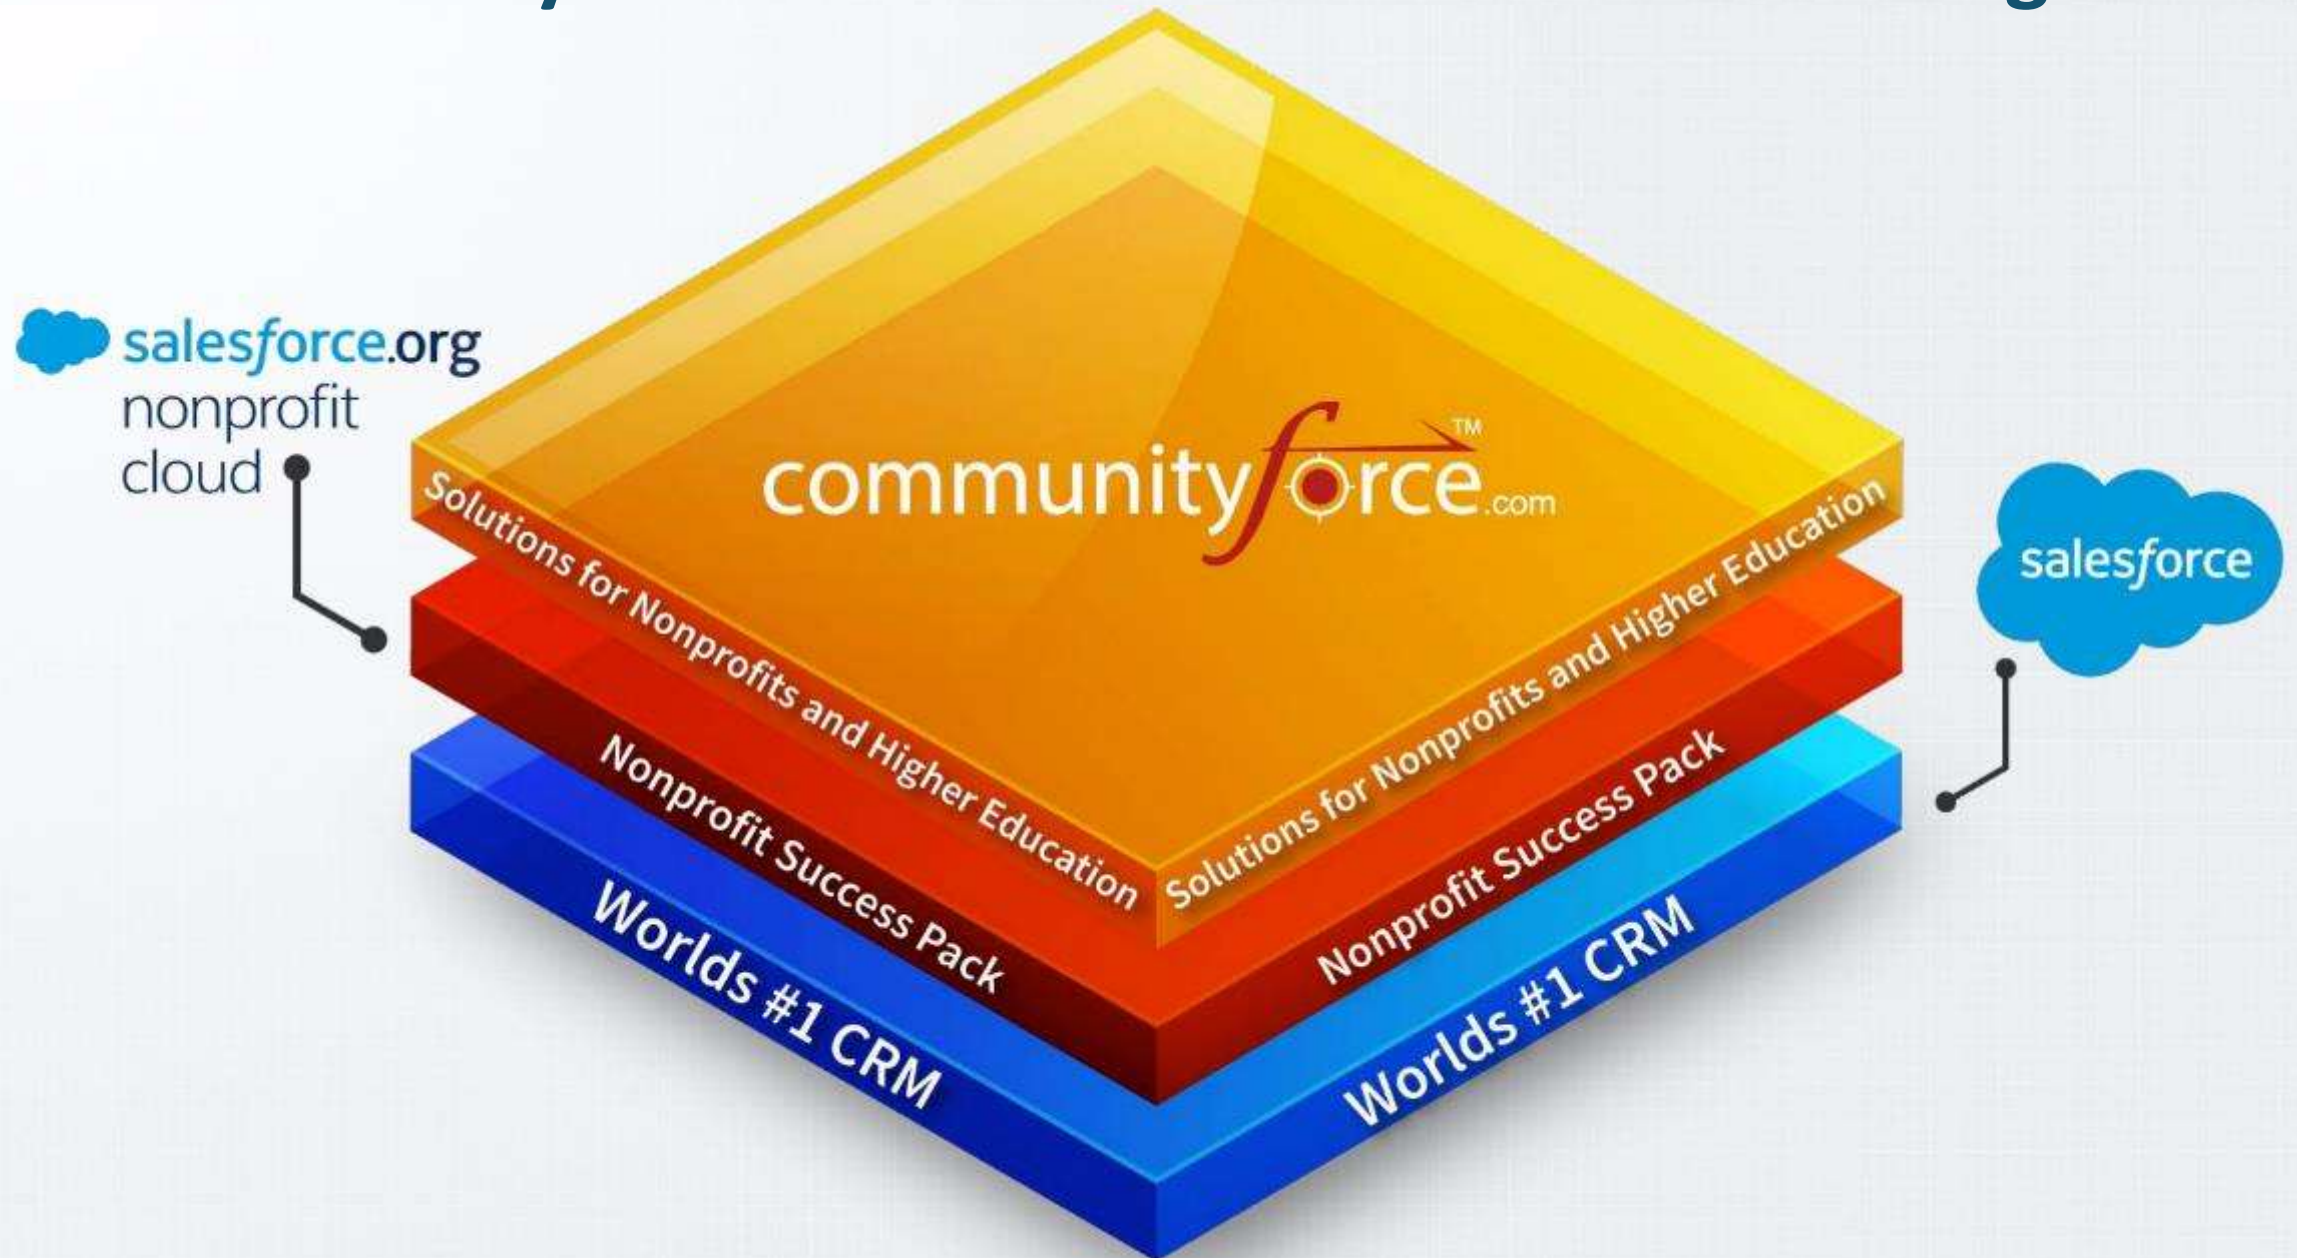 salesforce.org
nonprofit
cloud
communityforce.com
TM
salesforce
Solutions for Nonprofits and Higher Education
Solutions for Nonprofits and Higher Education
Nonprofit Success Pack
Nonprofit Success Pack
Worlds #1 CRM
Worlds #1 CRM